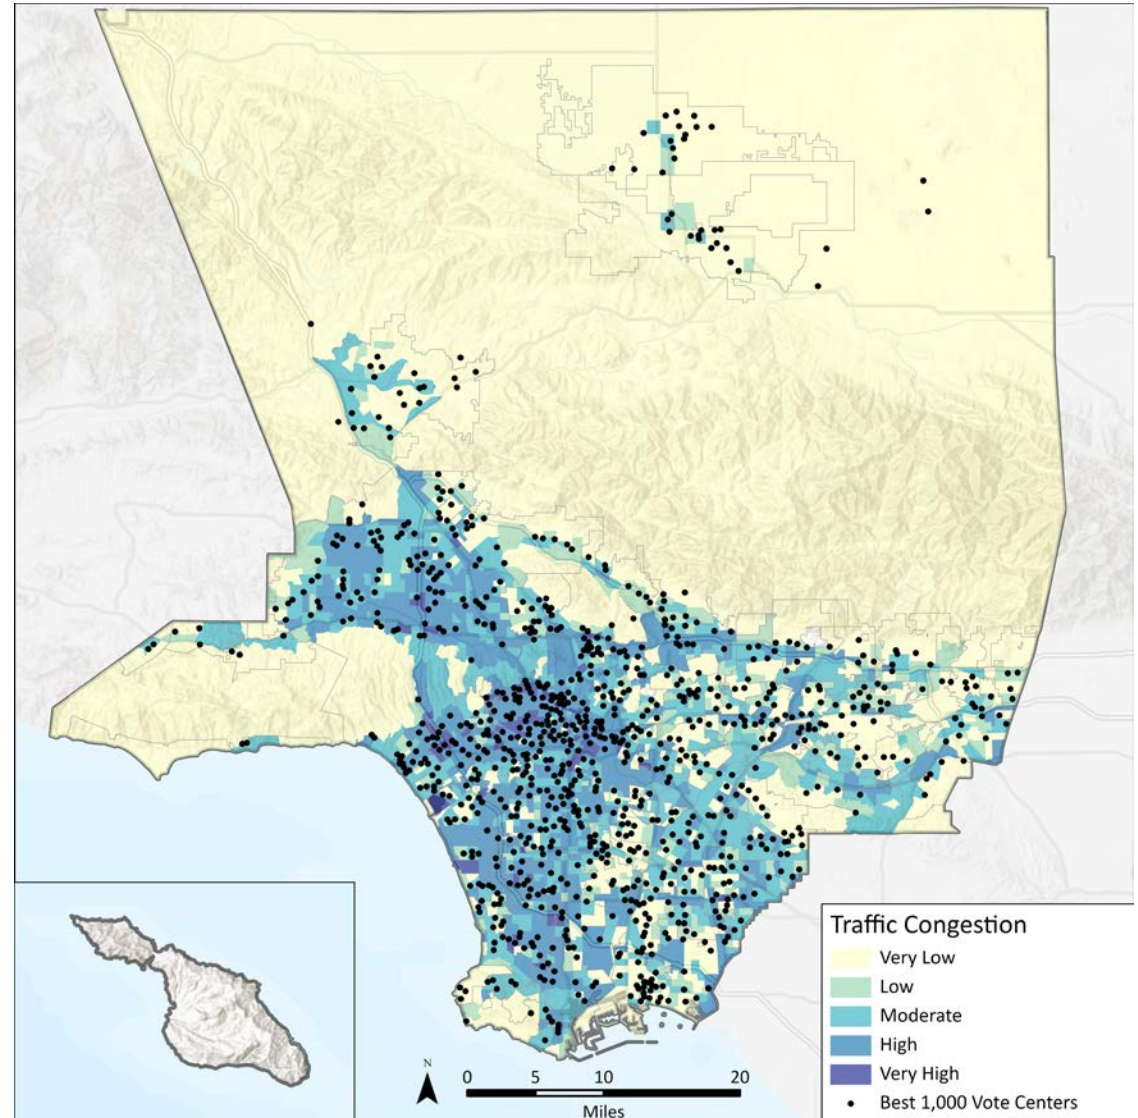 Traffic Congestion
Very Low
Low
Moderate
High
Very High
Best 1,000 Vote Centers
N
0 5 10 20
Miles